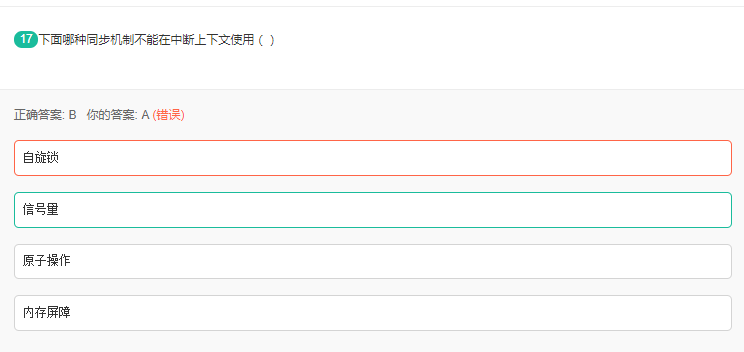 17 下面哪种同步机制不能在中断上下文使用（ ）
正确答案: B 你的答案: A (错误)
自旋锁
信号量
原子操作
内存屏障